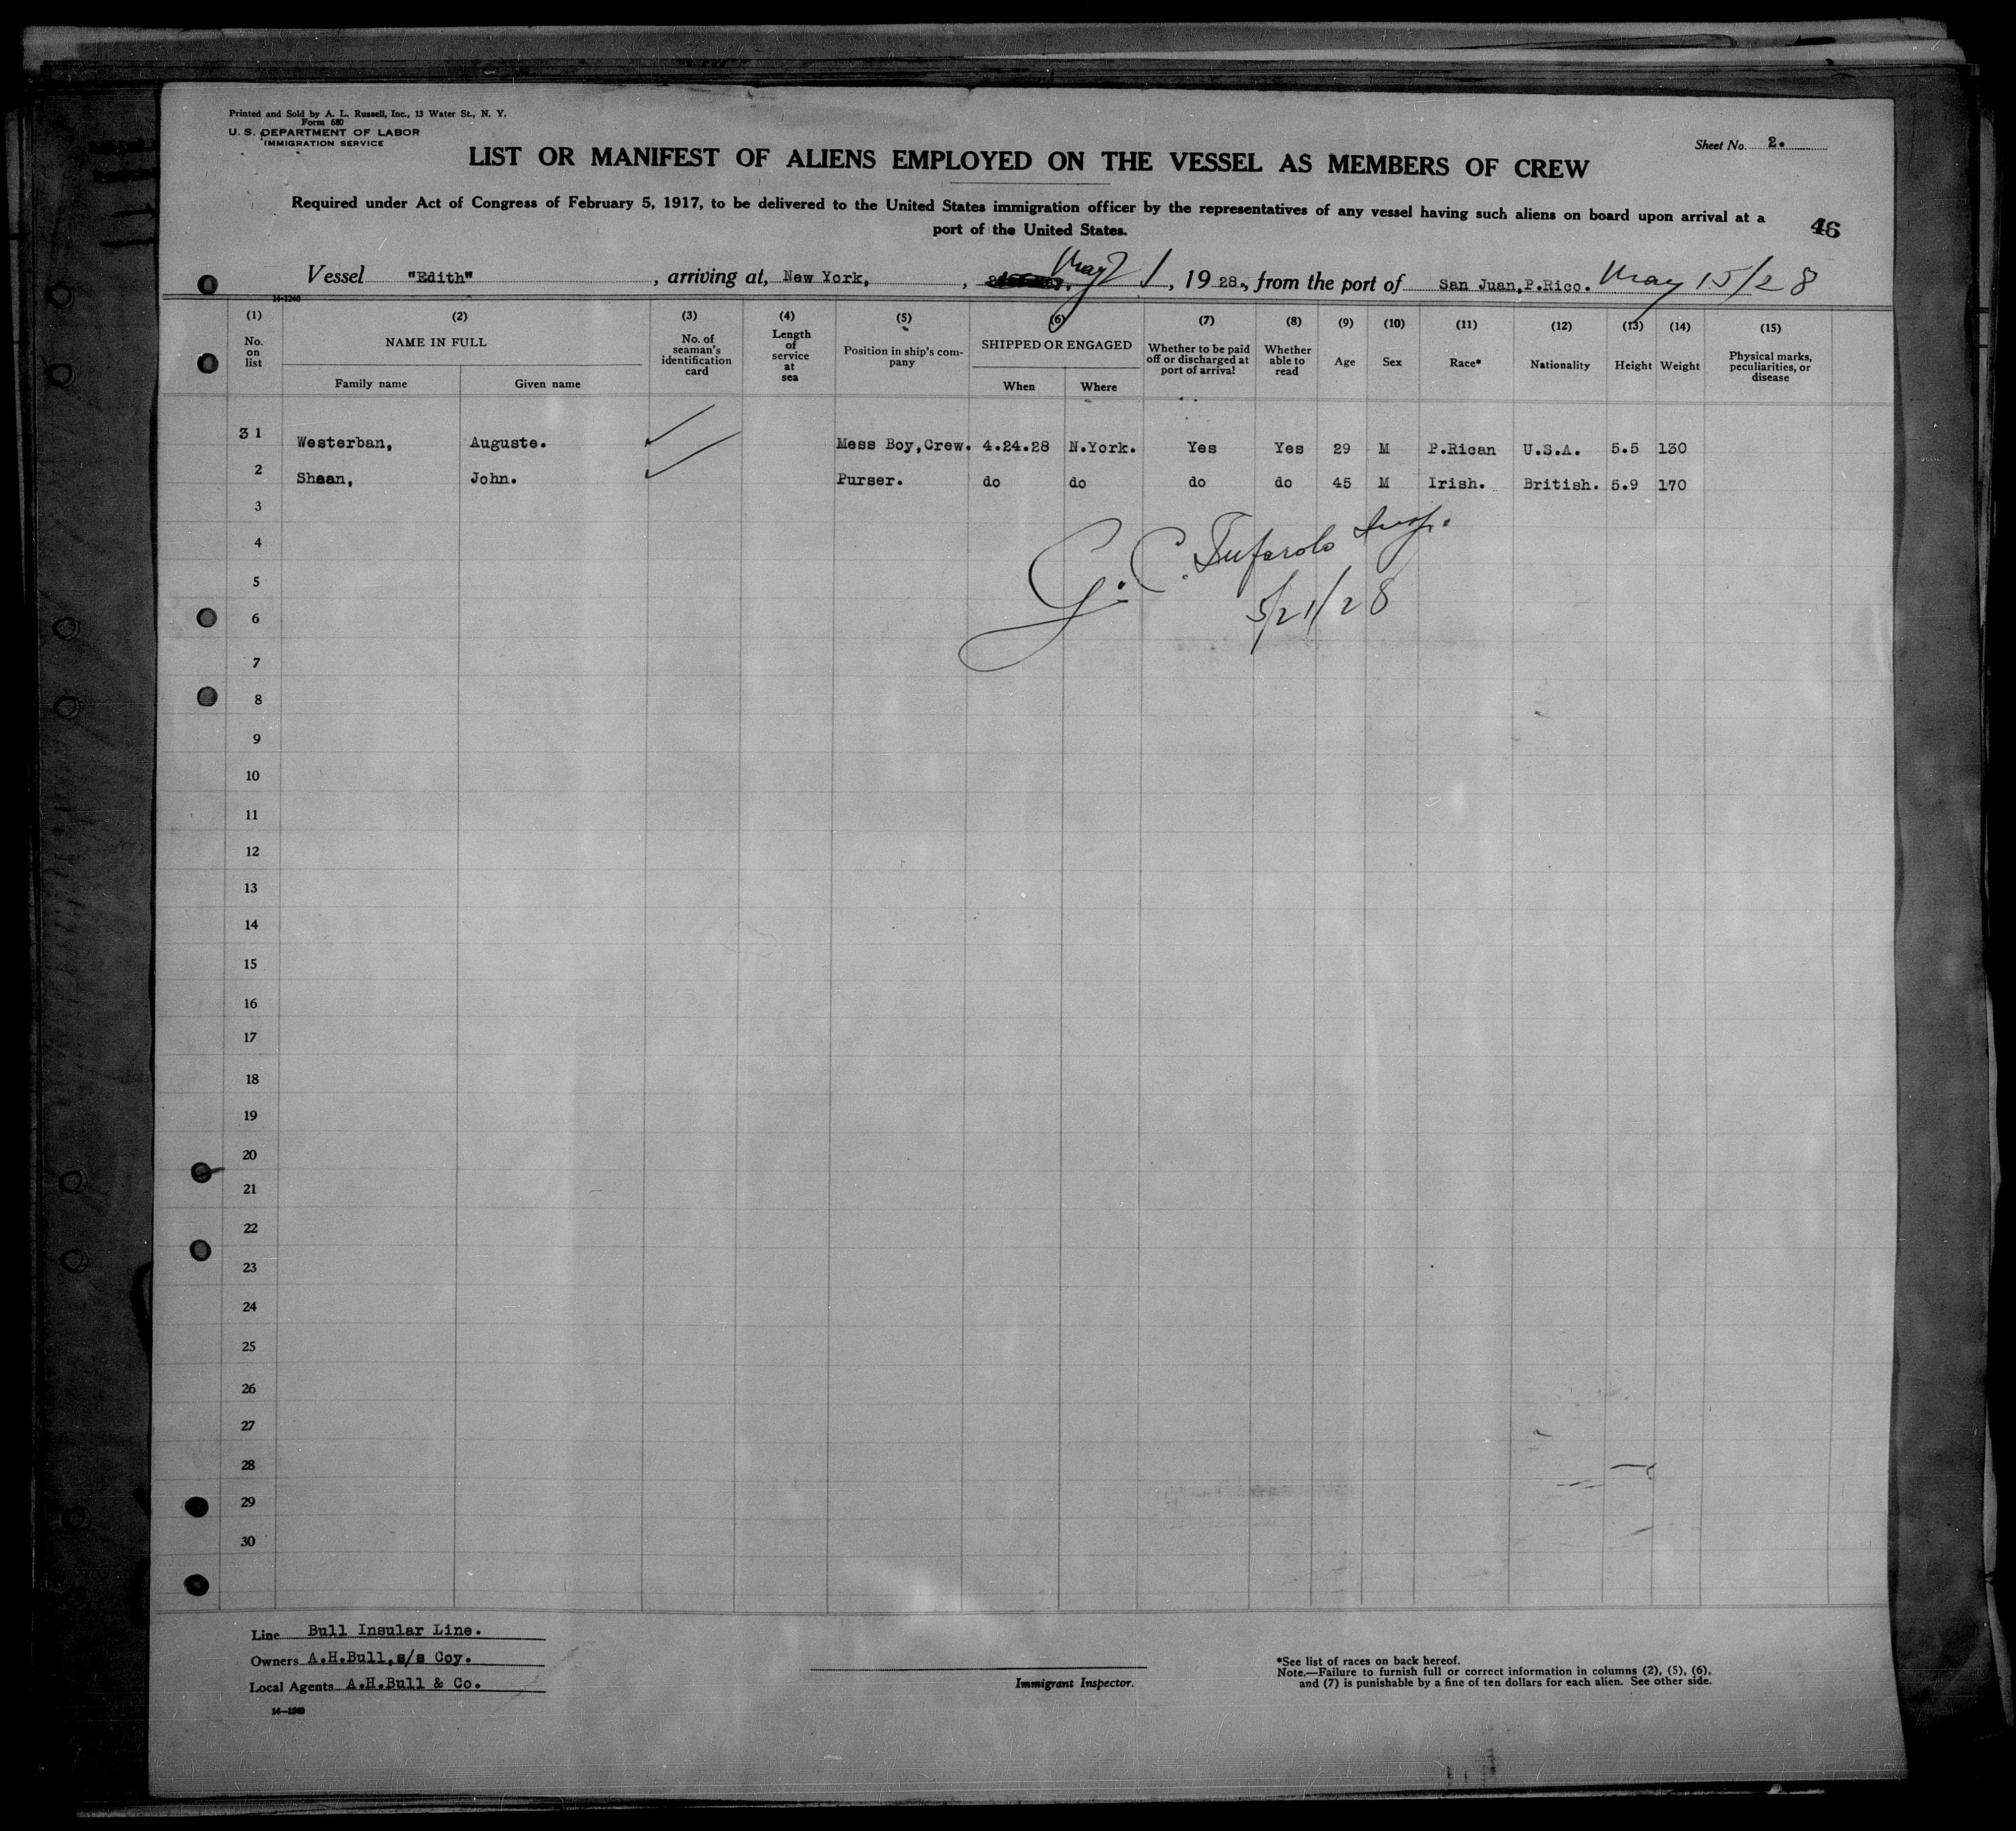 Printed and Sold by A. L. Russell, Inc., 13 Water St., N. Y.
Form 680
U. S. DEPARTMENT OF LABOR
IMMIGRATION SERVICE
Sheet No. 2.
LIST OR MANIFEST OF ALIENS EMPLOYED ON THE VESSEL AS MEMBERS OF CREW
Required under Act of Congress of February 5, 1917, to be delivered to the United States immigration officer by the representatives of any vessel having such aliens on board upon arrival at a
port of the United States.
46
Vessel "Edith", arriving at, New York, , May 21, 1928., from the port of San Juan,P.Rico. May 15/28
14-1240
(1) (2) (3) (4) (5) (6) (7) (8) (9) (10) (11) (12) (13) (14) (15)
No. on list NAME IN FULL No. of seaman's identification card Length of service at sea Position in ship's company SHIPPED OR ENGAGED Whether to be paid off or discharged at port of arrival Whether able to read Age Sex Race* Nationality Height Weight Physical marks, peculiarities, or disease
Family name Given name When Where
31 Westerban, Auguste. Mess Boy,Crew. 4.24.28 N.York. Yes Yes 29 M P.Rican U.S.A. 5.5 130
2 Shean, John. Purser. do do do do 45 M Irish. British. 5.9 170
3
4
G. C. Tufarolo Insp.
5
5/21/28
6
7
8
9
10
11
12
13
14
15
16
17
18
19
20
21
22
23
24
25
26
27
28
29
30
Line Bull Insular Line.
Owners A.H.Bull,s/s Coy.
Local Agents A.H.Bull & Co.
14-1240
Immigrant Inspector.
*See list of races on back hereof.
Note.—Failure to furnish full or correct information in columns (2), (5), (6),
and (7) is punishable by a fine of ten dollars for each alien. See other side.